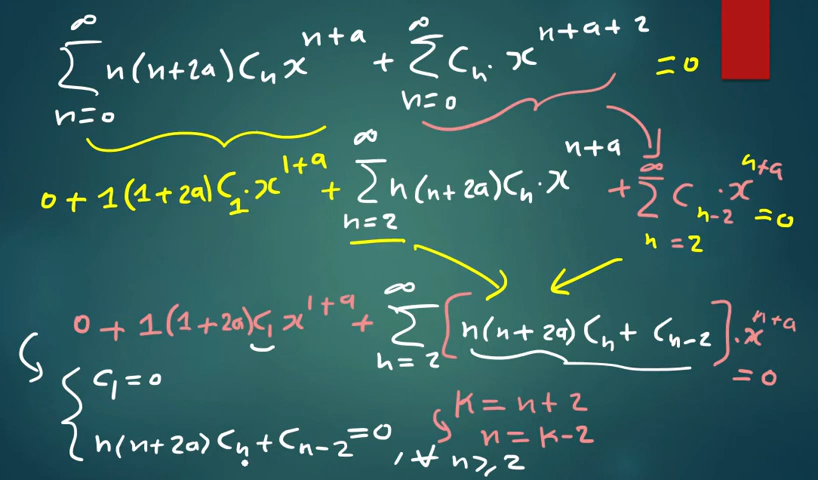 ∑_{n=0}^{∞} n(n+2a) C_n x^{n+a} + ∑_{n=0}^{∞} C_n · x^{n+a+2} = 0
0 + 1(1+2a) C_1 · x^{1+a} + ∑_{n=2}^{∞} n(n+2a) C_n · x^{n+a} + ∑_{n=2}^{∞} C_{n-2} · x^{n+a} = 0
0 + 1(1+2a) C_1 x^{1+a} + ∑_{n=2}^{∞} [n(n+2a) C_n + C_{n-2}] · x^{n+a} = 0
C_1 = 0
K = n+2
n = K-2
n(n+2a) C_n + C_{n-2} = 0 , ∀ n ≥ 2